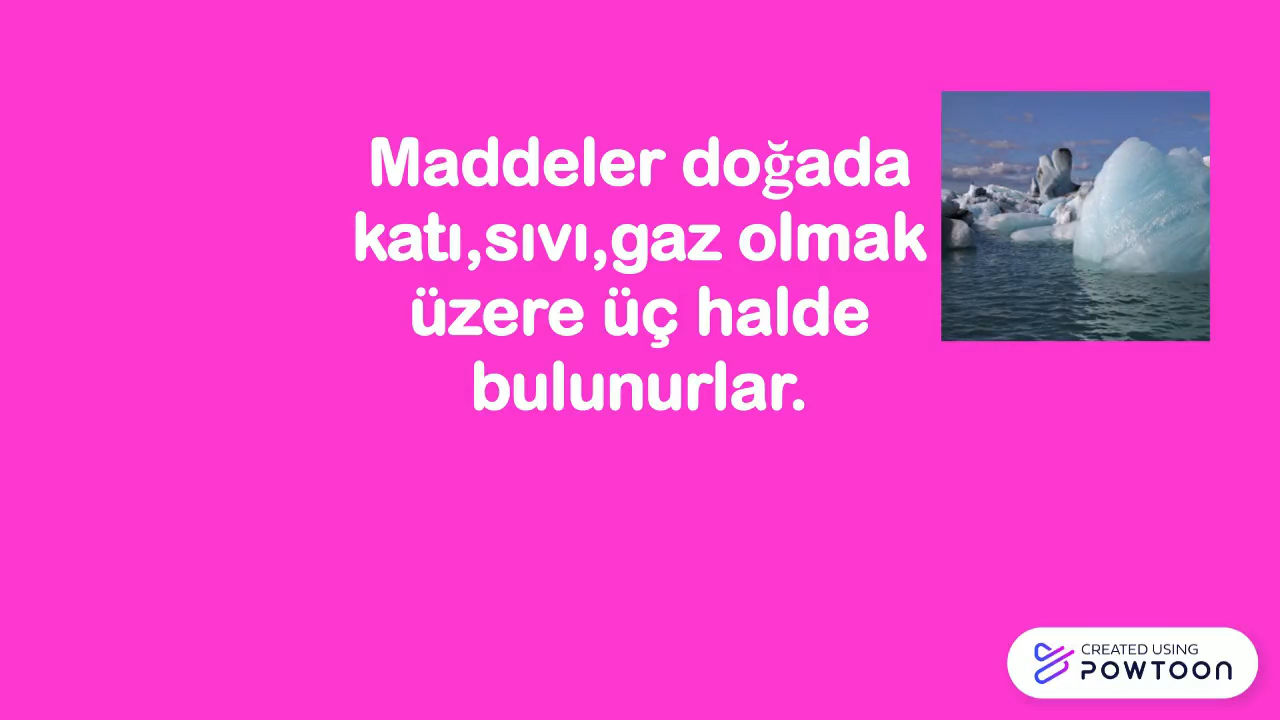 Maddeler doğada
katı,sıvı,gaz olmak
üzere üç halde
bulunurlar.
CREATED USING
POWTOON